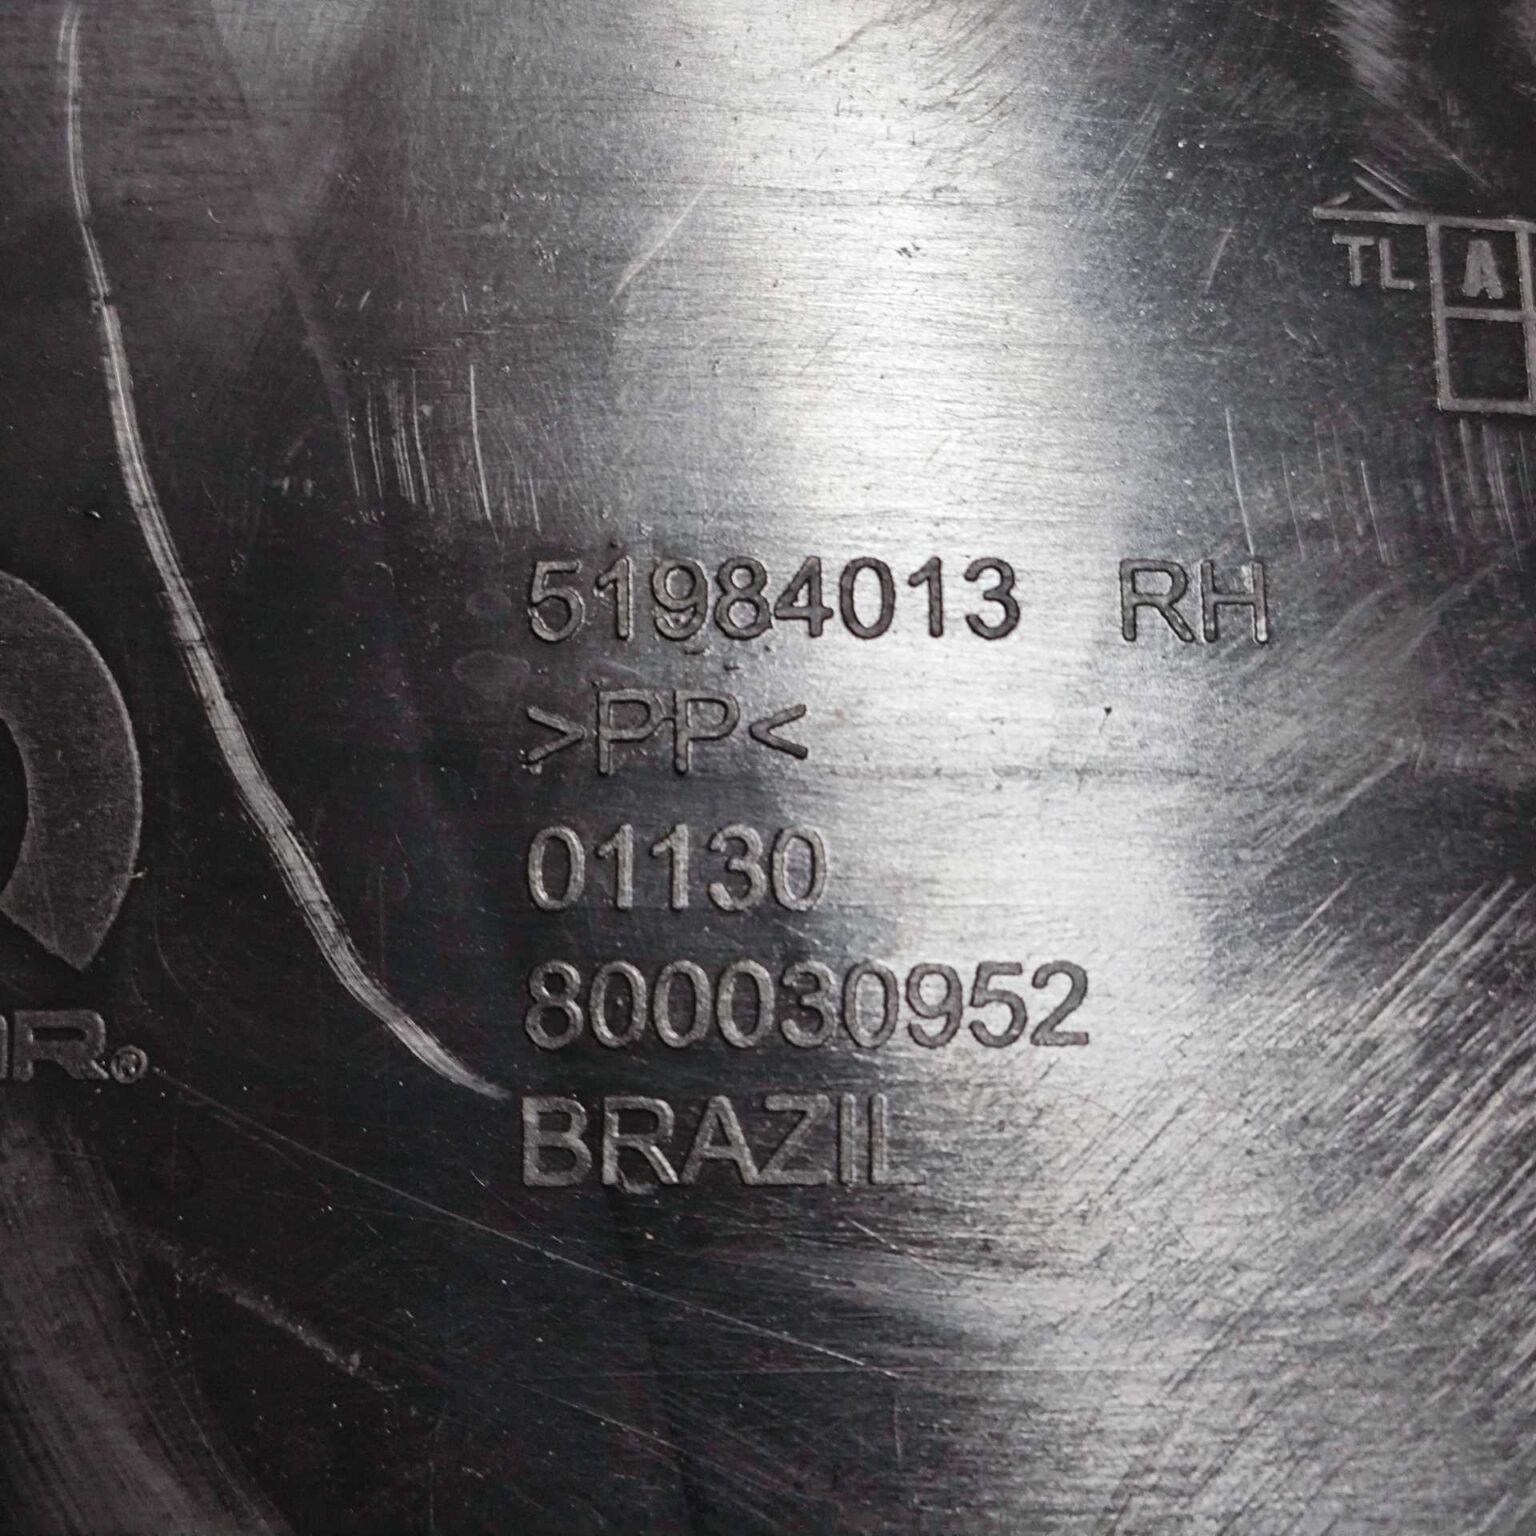 TL A
51984013 RH
>PP<
01130
800030952
BRAZIL